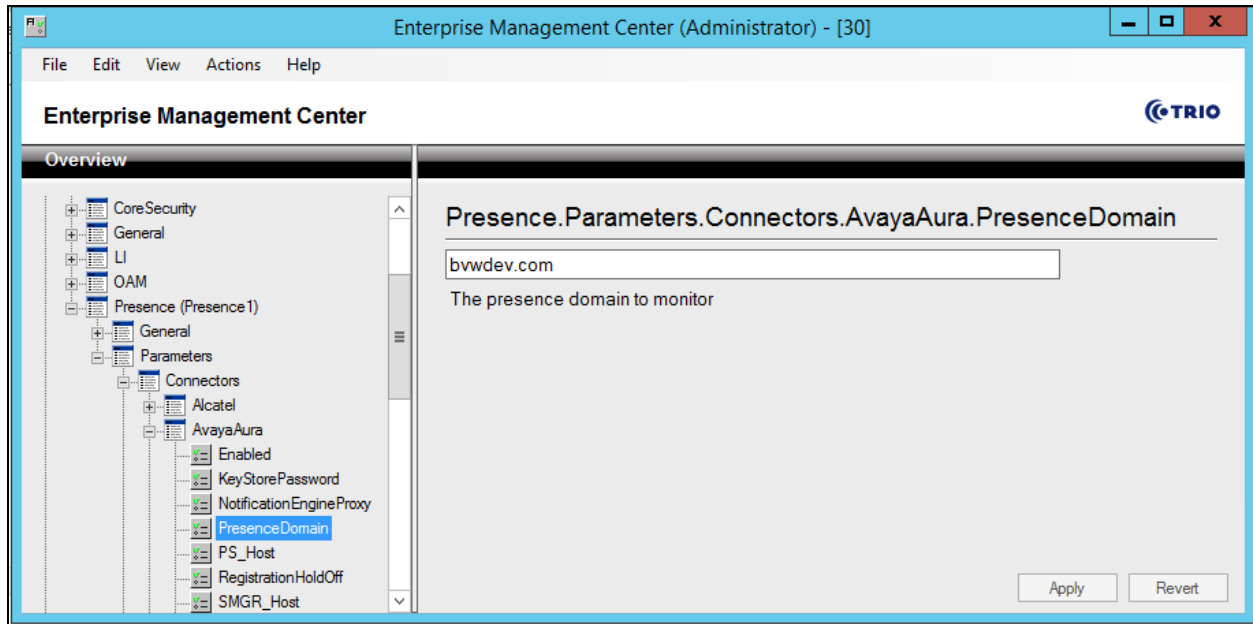 Enterprise Management Center (Administrator) - [30]
File Edit View Actions Help
Enterprise Management Center
TRIO
Overview
CoreSecurity
General
LI
OAM
Presence (Presence1)
General
Parameters
Connectors
Alcatel
AvayaAura
Enabled
KeyStorePassword
NotificationEngineProxy
PresenceDomain
PS_Host
RegistrationHoldOff
SMGR_Host
Presence.Parameters.Connectors.AvayaAura.PresenceDomain
bvwdev.com
The presence domain to monitor
Apply Revert